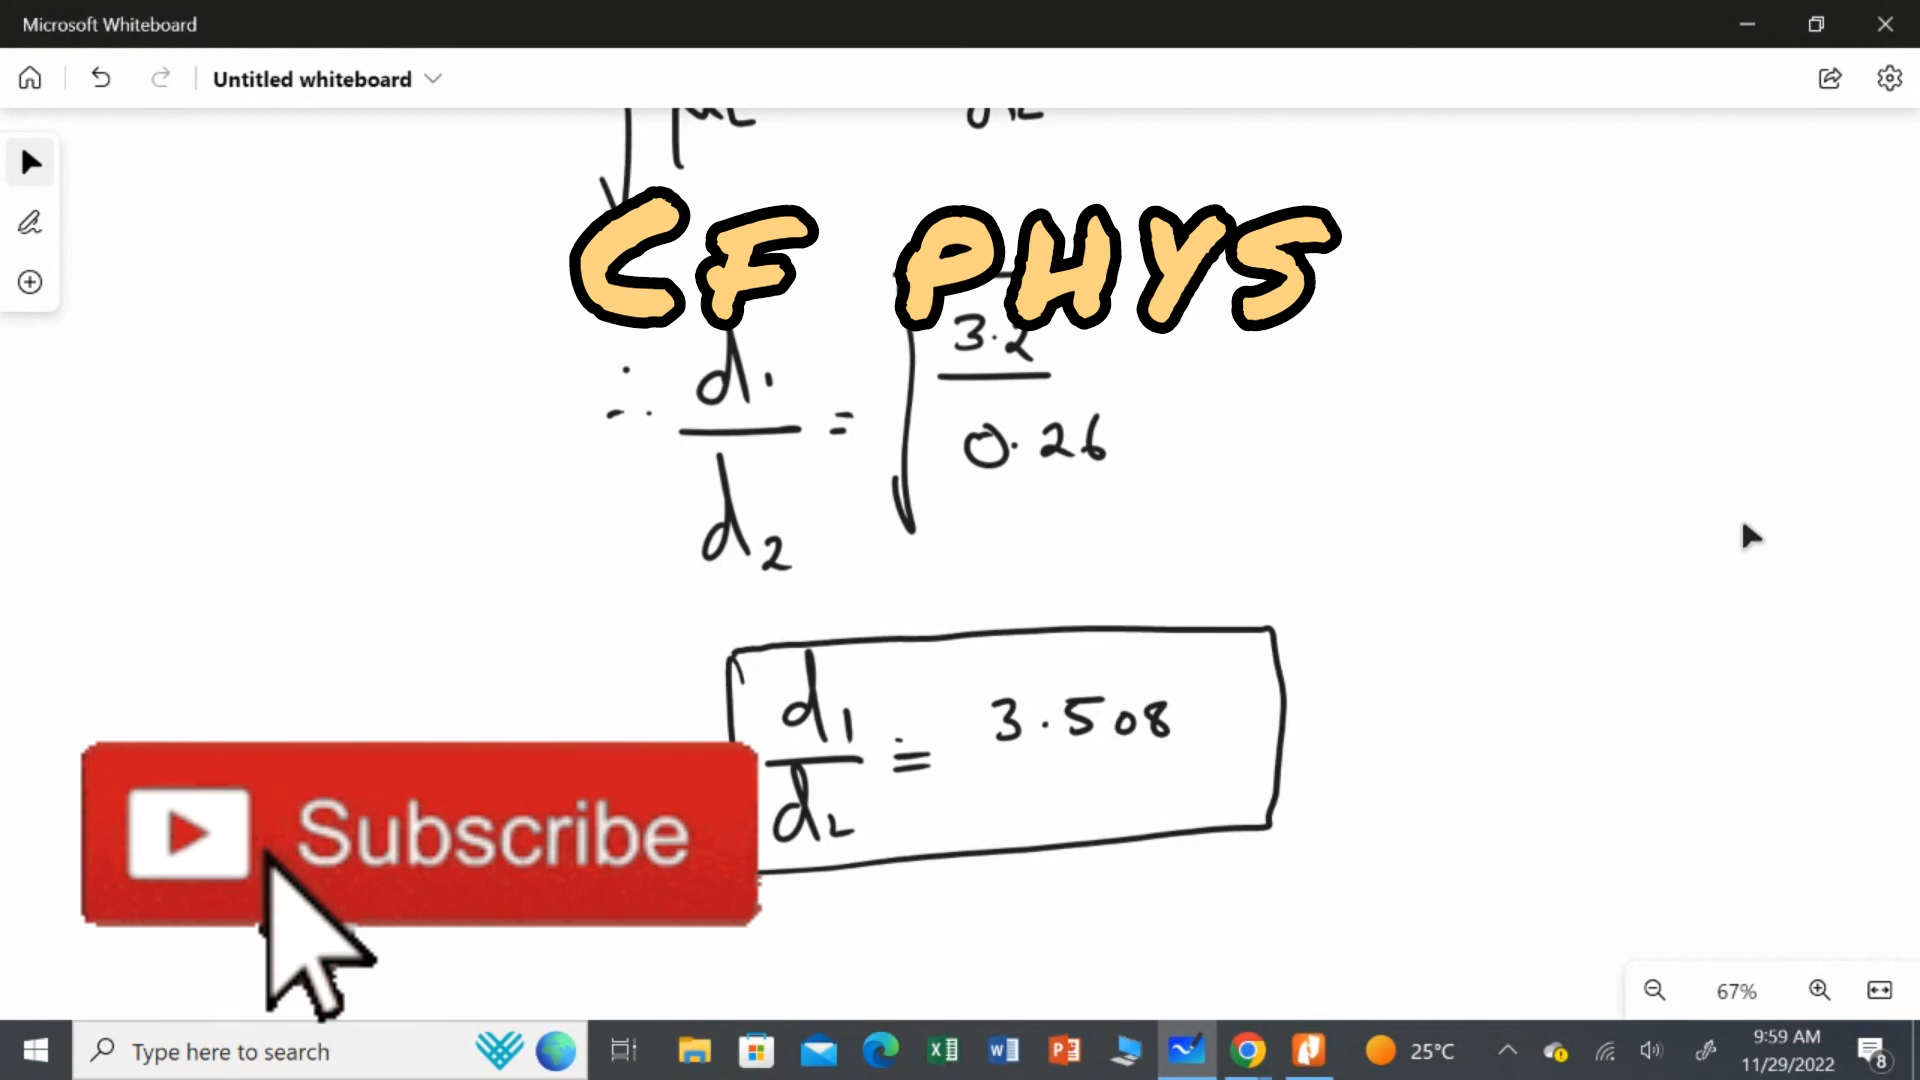 Microsoft Whiteboard
Untitled whiteboard
CF PHYS
∴ d1/d2 = √3.2/0.26
d1/d2 = 3.508
Subscribe
67%
Type here to search
25°C
9:59 AM
11/29/2022
8